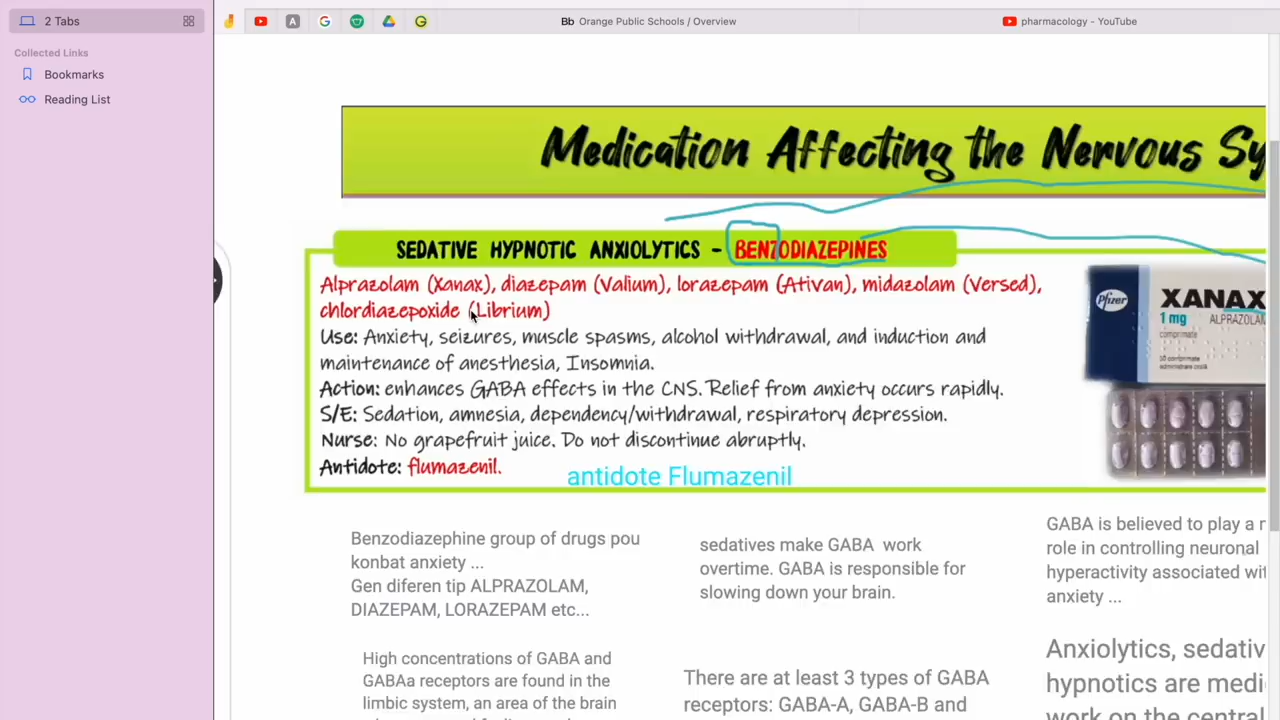 2 Tabs
Collected Links
Bookmarks
Reading List
A
G
Bb Orange Public Schools / Overview
pharmacology - YouTube
Medication Affecting the Nervous Sy
SEDATIVE HYPNOTIC ANXIOLYTICS - BENZODIAZEPINES
Alprazolam (Xanax), diazepam (Valium), lorazepam (Ativan), midazolam (Versed),
chlordiazepoxide (Librium)
Use: Anxiety, seizures, muscle spasms, alcohol withdrawal, and induction and
maintenance of anesthesia, Insomnia.
Action: enhances GABA effects in the CNS. Relief from anxiety occurs rapidly.
S/E: Sedation, amnesia, dependency/withdrawal, respiratory depression.
Nurse: No grapefruit juice. Do not discontinue abruptly.
Antidote: flumazenil.
antidote Flumazenil
Pfizer
XANAX
1 mg
ALPRAZOLAM
Benzodiazephine group of drugs pou
konbat anxiety ...
Gen diferen tip ALPRAZOLAM,
DIAZEPAM, LORAZEPAM etc...
sedatives make GABA work
overtime. GABA is responsible for
slowing down your brain.
GABA is believed to play a r
role in controlling neuronal
hyperactivity associated wit
anxiety ...
High concentrations of GABA and
GABAa receptors are found in the
limbic system, an area of the brain
There are at least 3 types of GABA
receptors: GABA-A, GABA-B and
Anxiolytics, sedativ
hypnotics are medi
work on the central